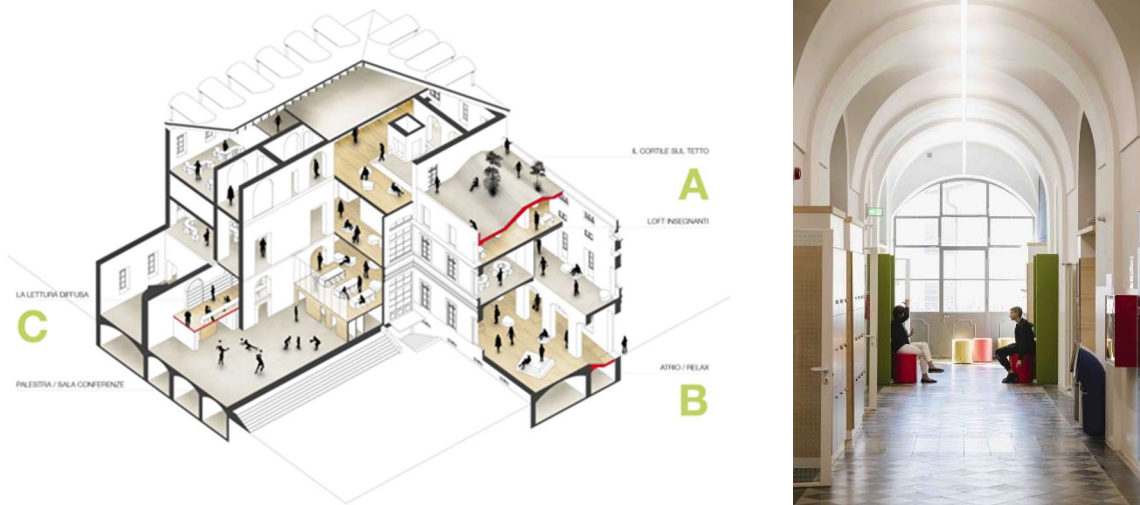 IL CORTILE SUL TETTO
A
LOFT INSEGNANTI
LA LETTURA DIFFUSA
C
ATRIO / RELAX
PALESTRA / SALA CONFERENZE
B